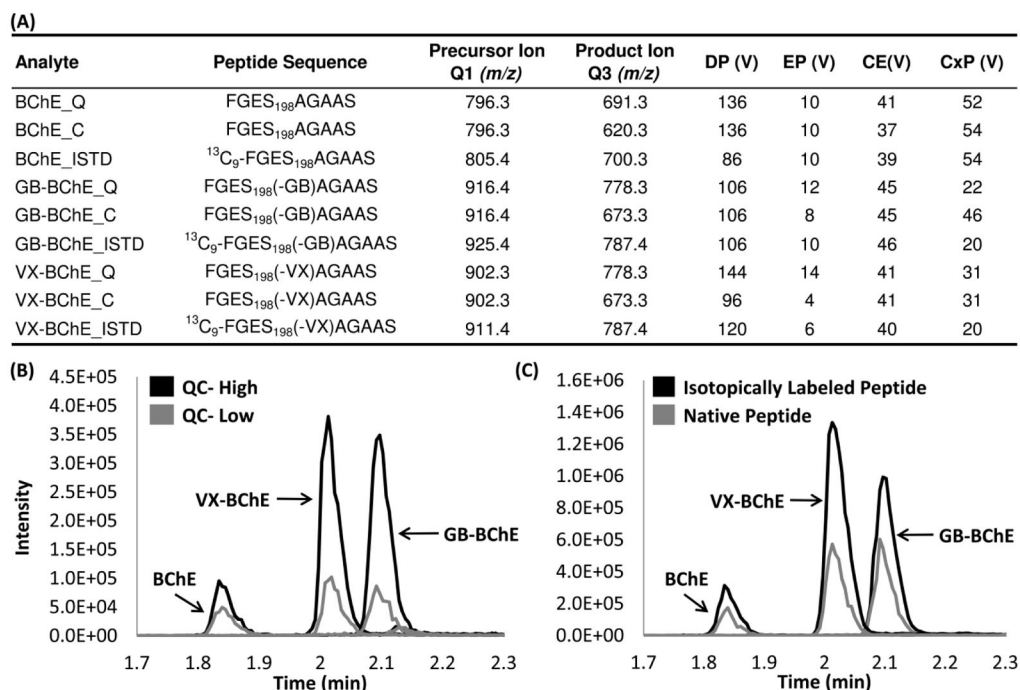 (A)
Analyte Peptide Sequence Precursor Ion Q1 (m/z) Product Ion Q3 (m/z) DP (V) EP (V) CE(V) CxP (V)
BChE_Q FGES₁₉₈AGAAS 796.3 691.3 136 10 41 52
BChE_C FGES₁₉₈AGAAS 796.3 620.3 136 10 37 54
BChE_ISTD ¹³C₉-FGES₁₉₈AGAAS 805.4 700.3 86 10 39 54
GB-BChE_Q FGES₁₉₈(-GB)AGAAS 916.4 778.3 106 12 45 22
GB-BChE_C FGES₁₉₈(-GB)AGAAS 916.4 673.3 106 8 45 46
GB-BChE_ISTD ¹³C₉-FGES₁₉₈(-GB)AGAAS 925.4 787.4 106 10 46 20
VX-BChE_Q FGES₁₉₈(-VX)AGAAS 902.3 778.3 144 14 41 31
VX-BChE_C FGES₁₉₈(-VX)AGAAS 902.3 673.3 96 4 41 31
VX-BChE_ISTD ¹³C₉-FGES₁₉₈(-VX)AGAAS 911.4 787.4 120 6 40 20
(B)
4.5E+05
4.0E+05
3.5E+05
3.0E+05
2.5E+05
2.0E+05
1.5E+05
1.0E+05
5.0E+04
0.0E+00
Intensity
QC- High
QC- Low
VX-BChE
GB-BChE
BChE
1.7 1.8 1.9 2 2.1 2.2 2.3
Time (min)
(C)
1.6E+06
1.4E+06
1.2E+06
1.0E+06
8.0E+05
6.0E+05
4.0E+05
2.0E+05
0.0E+00
Isotopically Labeled Peptide
Native Peptide
VX-BChE
GB-BChE
BChE
1.7 1.8 1.9 2 2.1 2.2 2.3
Time (min)